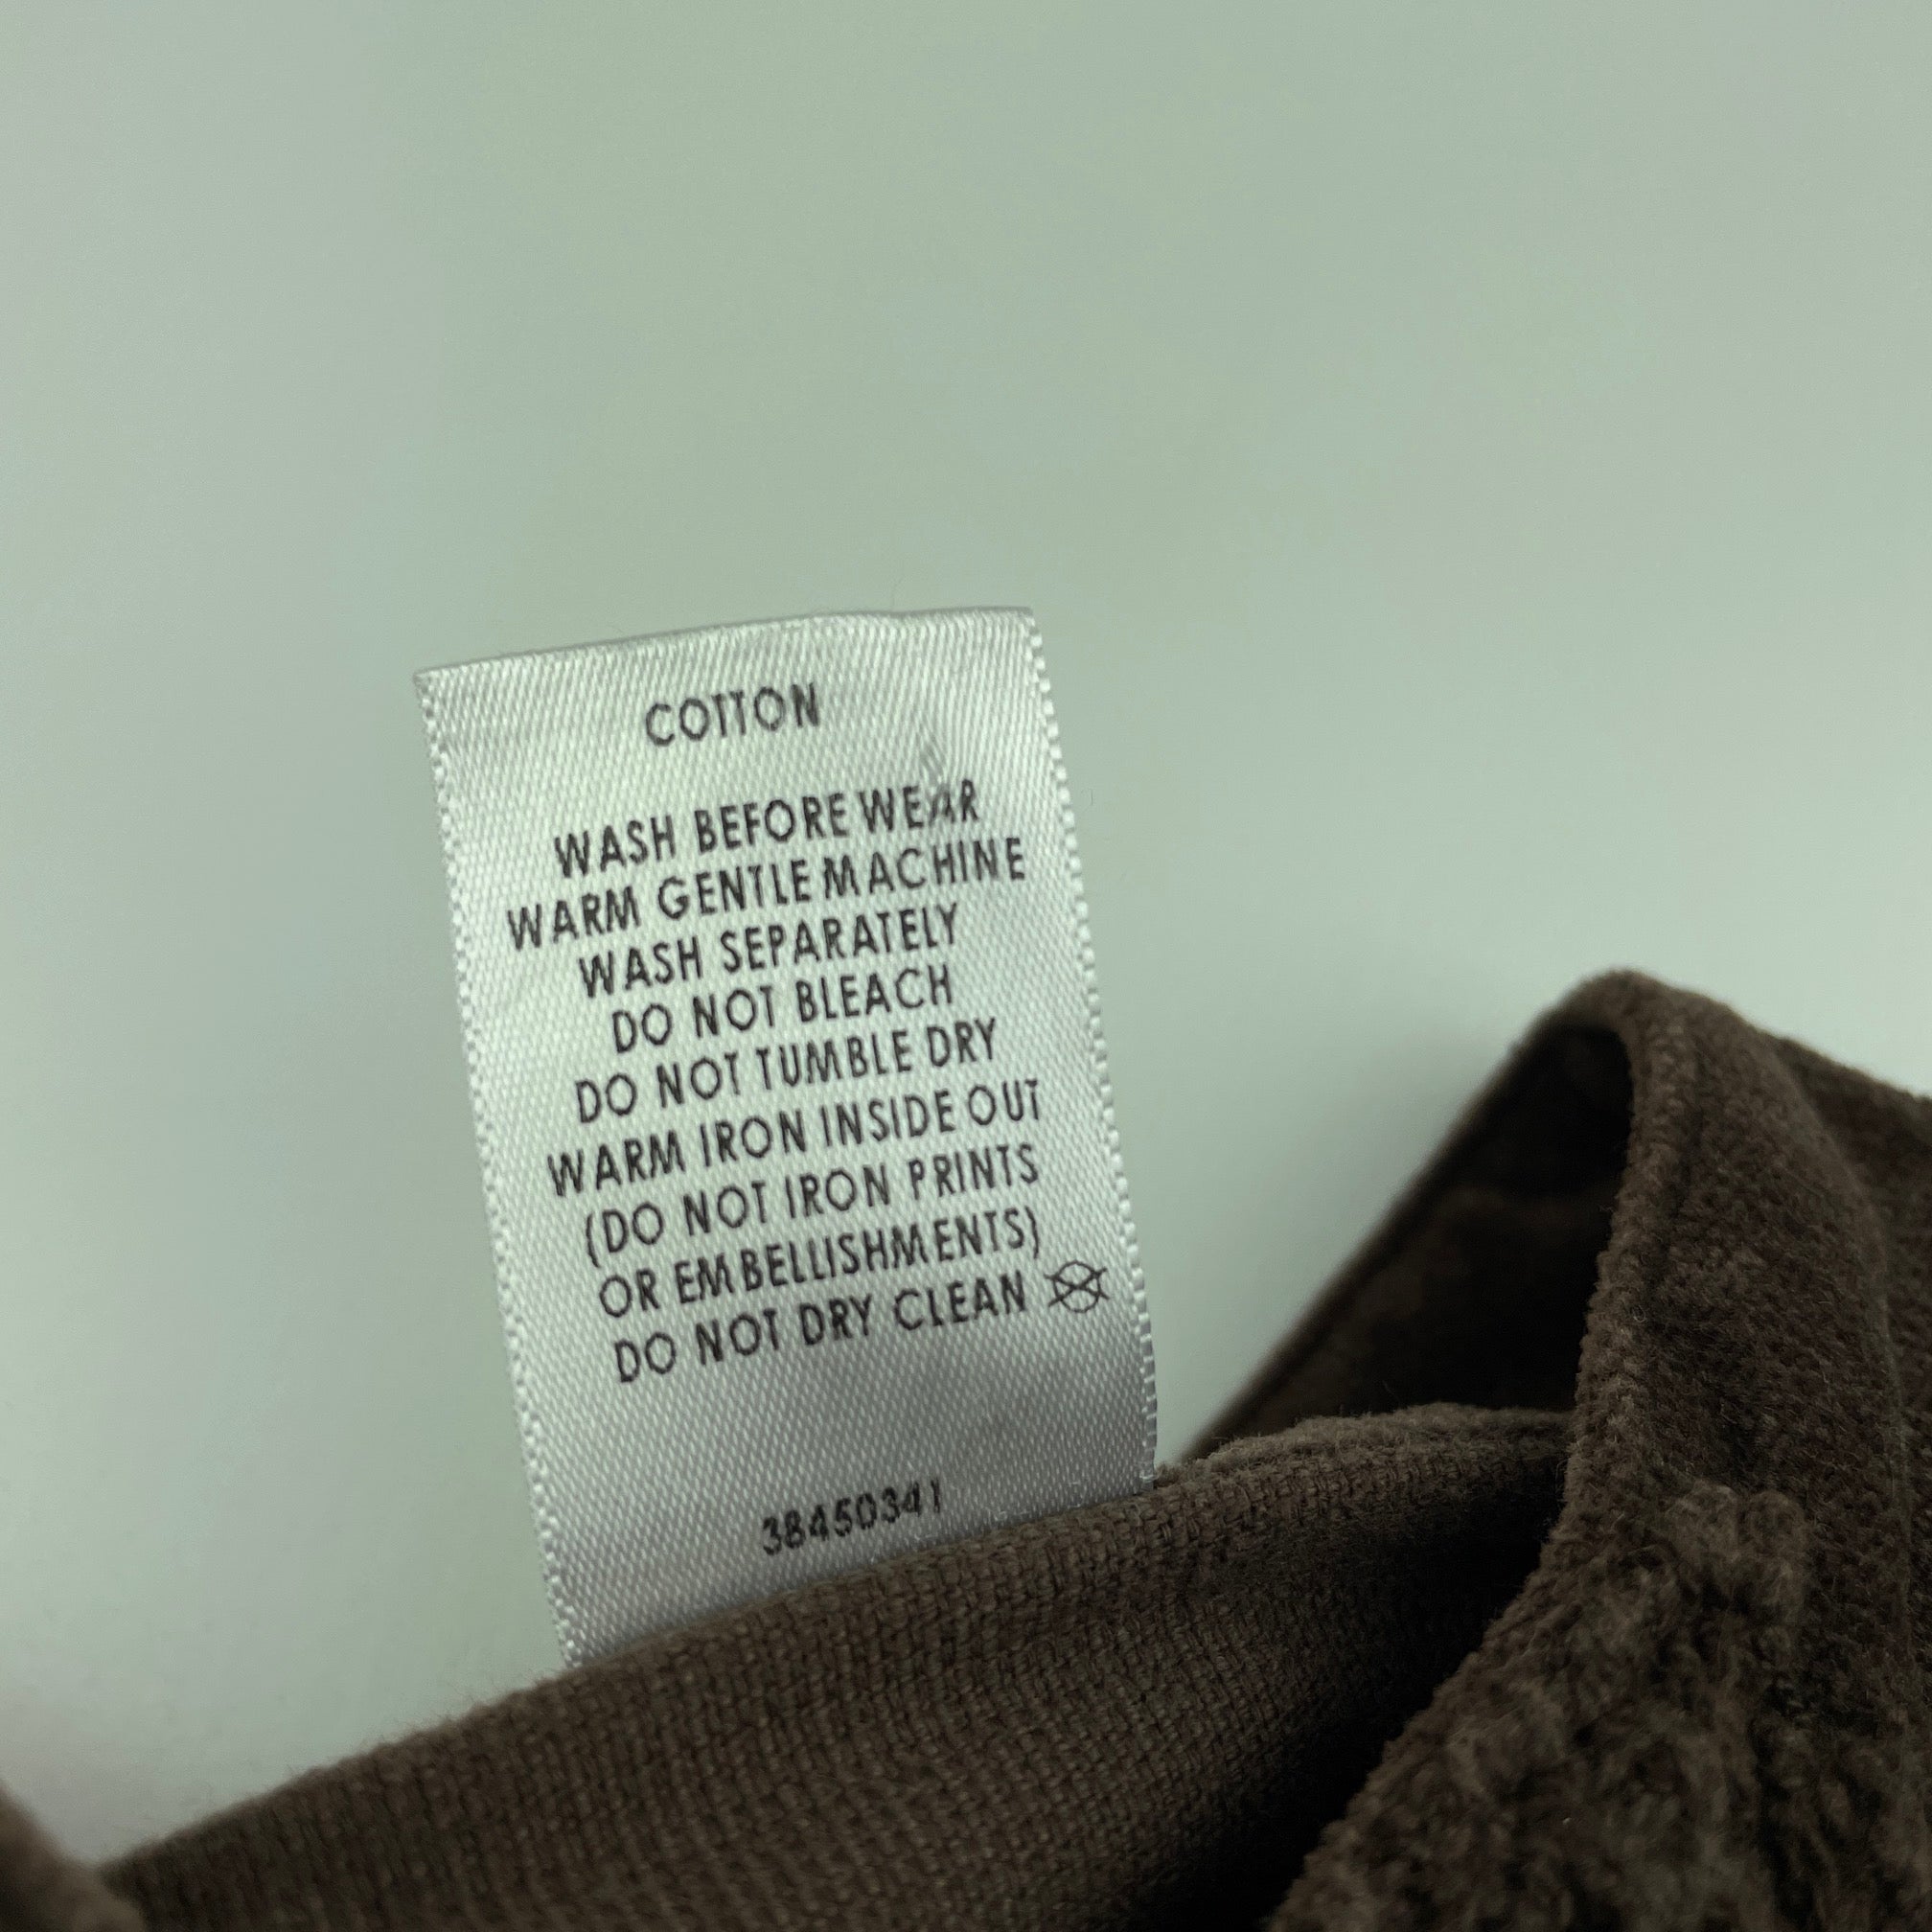 COTTON
WASH BEFORE WEAR
WARM GENTLE MACHINE
WASH SEPARATELY
DO NOT BLEACH
DO NOT TUMBLE DRY
WARM IRON INSIDE OUT
(DO NOT IRON PRINTS
OR EMBELLISHMENTS)
DO NOT DRY CLEAN
38450341